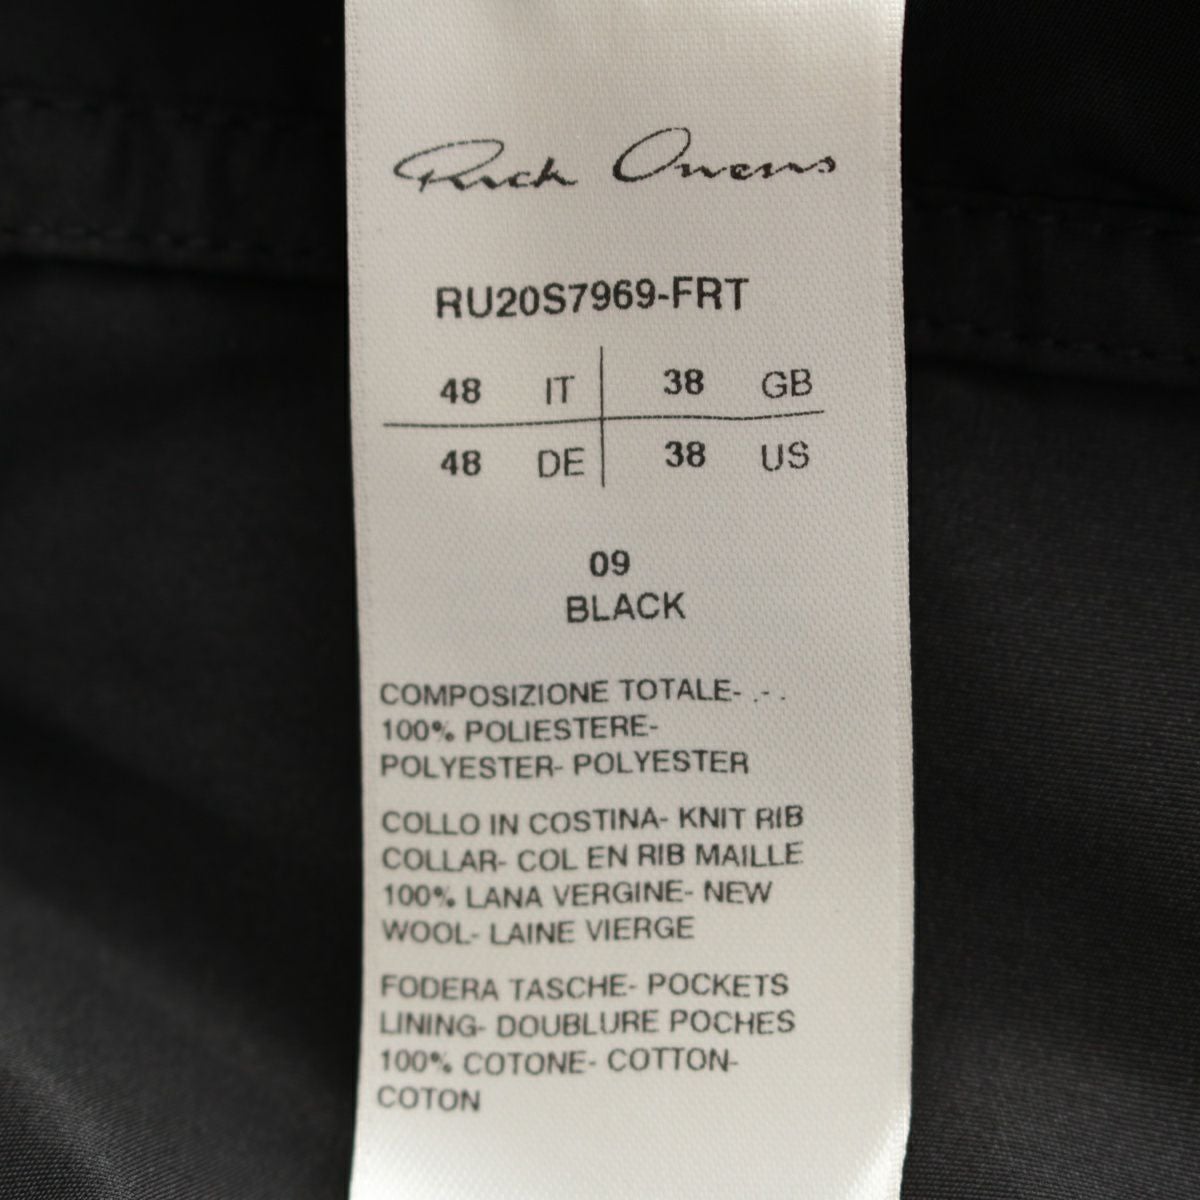 Rick Owens
RU20S7969-FRT
48 IT 38 GB
48 DE 38 US
09
BLACK
COMPOSIZIONE TOTALE- .- .
100% POLIESTERE-
POLYESTER- POLYESTER
COLLO IN COSTINA- KNIT RIB
COLLAR- COL EN RIB MAILLE
100% LANA VERGINE- NEW
WOOL- LAINE VIERGE
FODERA TASCHE- POCKETS
LINING- DOUBLURE POCHES
100% COTONE- COTTON-
COTON